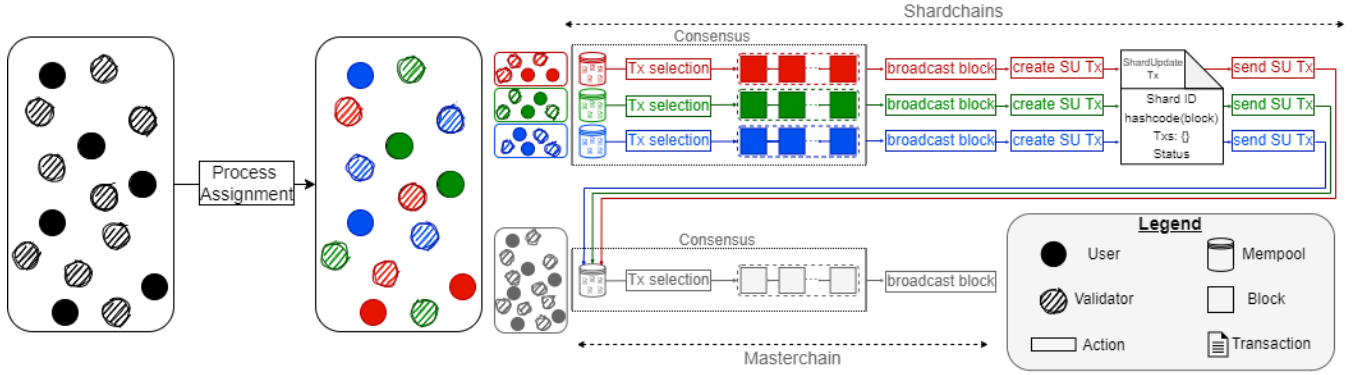 Shardchains
Consensus
Tx selection
broadcast block
create SU Tx
ShardUpdate
Tx
send SU Tx
Tx selection
broadcast block
create SU Tx
Shard ID
hashcode(block)
Txs: {}
Status
send SU Tx
Tx selection
broadcast block
create SU Tx
send SU Tx
Process
Assignment
Consensus
Tx selection
broadcast block
Masterchain
Legend
User
Mempool
Validator
Block
Action
Transaction